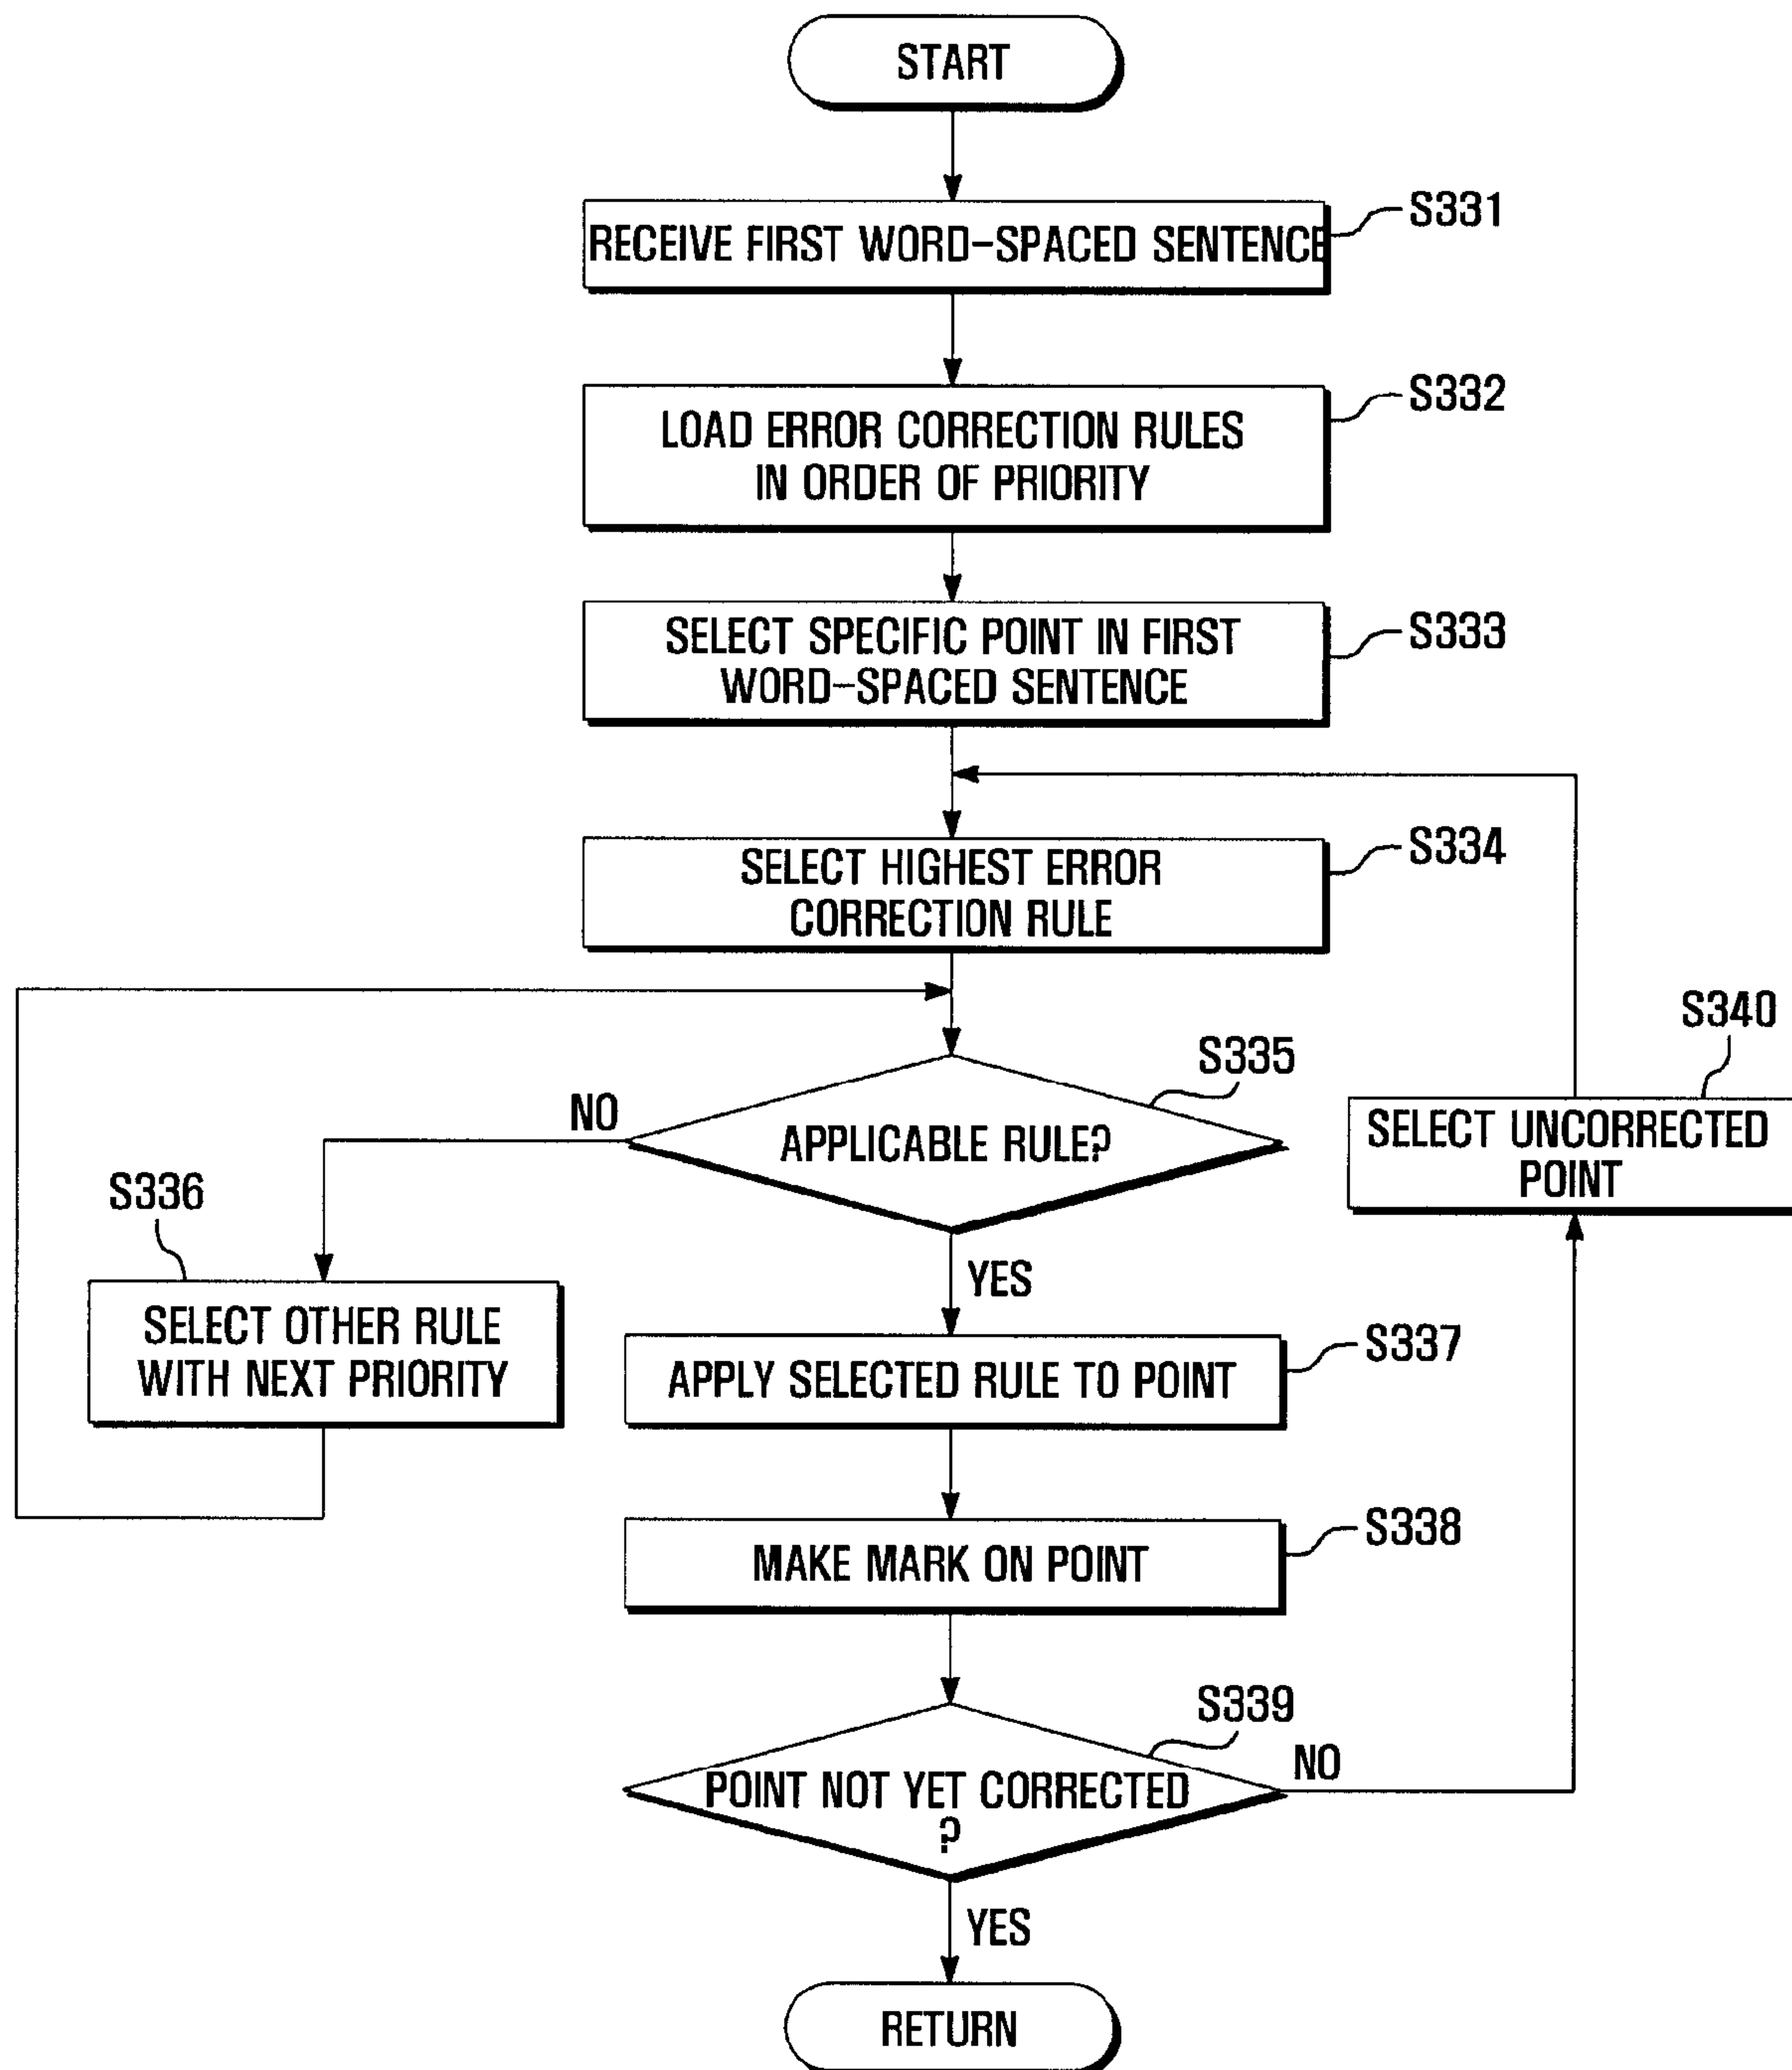 START
RECEIVE FIRST WORD-SPACED SENTENCE
S331
LOAD ERROR CORRECTION RULES
IN ORDER OF PRIORITY
S332
SELECT SPECIFIC POINT IN FIRST
WORD-SPACED SENTENCE
S333
SELECT HIGHEST ERROR
CORRECTION RULE
S334
S335
APPLICABLE RULE?
NO
YES
S340
SELECT UNCORRECTED
POINT
S336
SELECT OTHER RULE
WITH NEXT PRIORITY
APPLY SELECTED RULE TO POINT
S337
MAKE MARK ON POINT
S338
S339
POINT NOT YET CORRECTED
?
NO
YES
RETURN